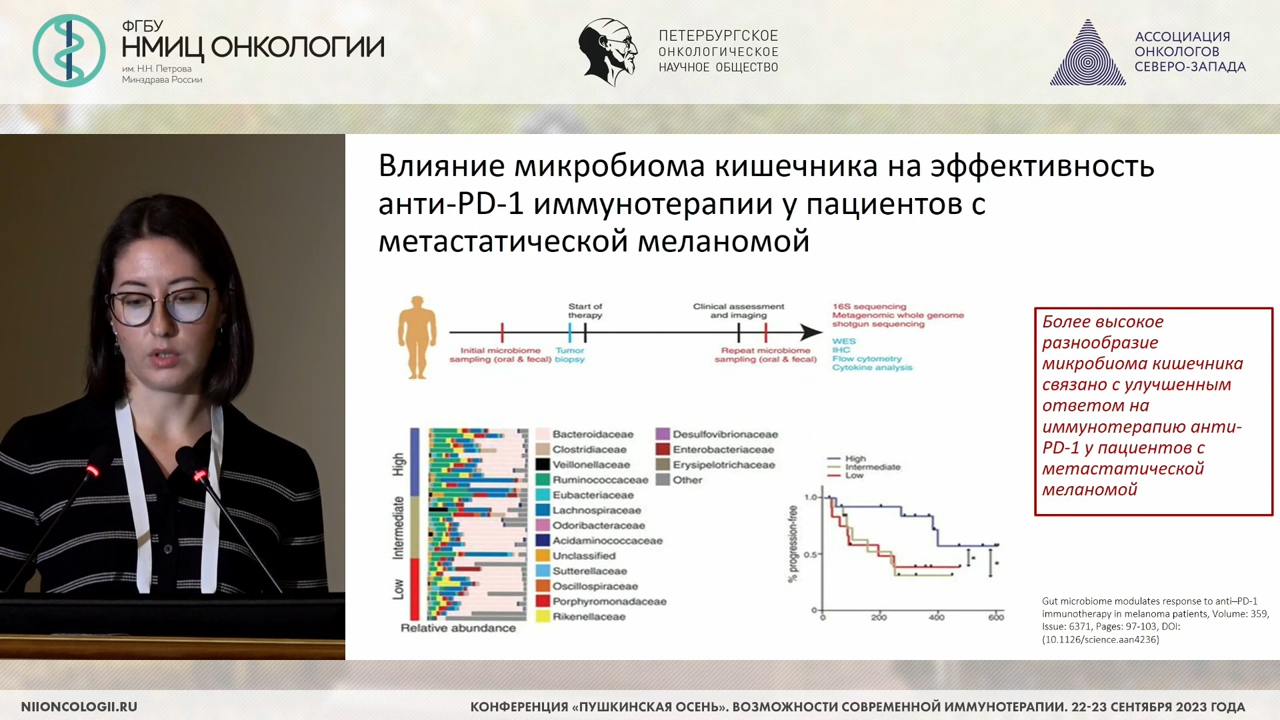 ФГБУ
НМИЦ ОНКОЛОГИИ
им. Н.Н. Петрова
Минздрава России
ПЕТЕРБУРГСКОЕ
ОНКОЛОГИЧЕСКОЕ
НАУЧНОЕ ОБЩЕСТВО
АССОЦИАЦИЯ
ОНКОЛОГОВ
СЕВЕРО-ЗАПАДА
Влияние микробиома кишечника на эффективность
анти-PD-1 иммунотерапии у пациентов с
метастатической меланомой
Start of
therapy
Clinical assessment
and imaging
Initial microbiome
sampling (oral & fecal)
Tumor
biopsy
Repeat microbiome
sampling (oral & fecal)
16S sequencing
Metagenomic whole genome
shotgun sequencing
WES
IHC
Flow cytometry
Cytokine analysis
Более высокое
разнообразие
микробиома кишечника
связано с улучшенным
ответом на
иммунотерапию анти-
PD-1 у пациентов с
метастатической
меланомой
High
Intermediate
Low
Relative abundance
Bacteroidaceae
Clostridiaceae
Veillonellaceae
Ruminococcaceae
Eubacteriaceae
Lachnospiraceae
Odoribacteraceae
Acidaminococcaceae
Unclassified
Sutterellaceae
Oscillospiraceae
Porphyromonadaceae
Rikenellaceae
Desulfovibrionaceae
Enterobacteriaceae
Erysipelotrichaceae
Other
High
Intermediate
Low
% progression-free
1.0
0.5
0
0 200 400 600
*
*
Gut microbiome modulates response to anti–PD-1
immunotherapy in melanoma patients, Volume: 359,
Issue: 6371, Pages: 97-103, DOI:
(10.1126/science.aan4236)
NIIONCOLOGII.RU
КОНФЕРЕНЦИЯ «ПУШКИНСКАЯ ОСЕНЬ». ВОЗМОЖНОСТИ СОВРЕМЕННОЙ ИММУНОТЕРАПИИ. 22-23 СЕНТЯБРЯ 2023 ГОДА